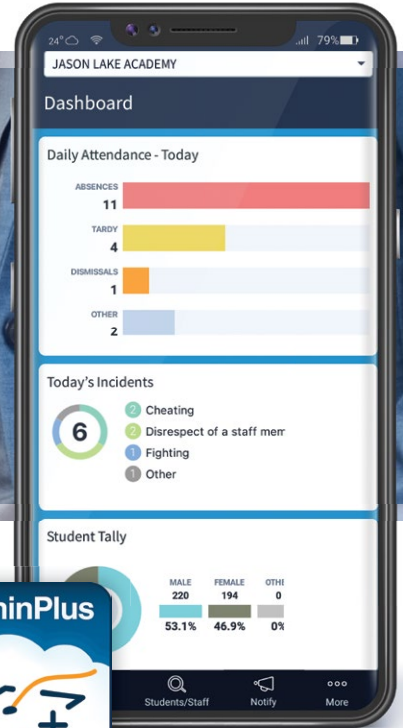 24°
79%
JASON LAKE ACADEMY
Dashboard
Daily Attendance - Today
ABSENCES
11
TARDY
4
DISMISSALS
1
OTHER
2
Today's Incidents
6
2 Cheating
2 Disrespect of a staff mem
1 Fighting
1 Other
Student Tally
MALE FEMALE OTHE
220 194 0
53.1% 46.9% 0%
minPlus
Students/Staff Notify More